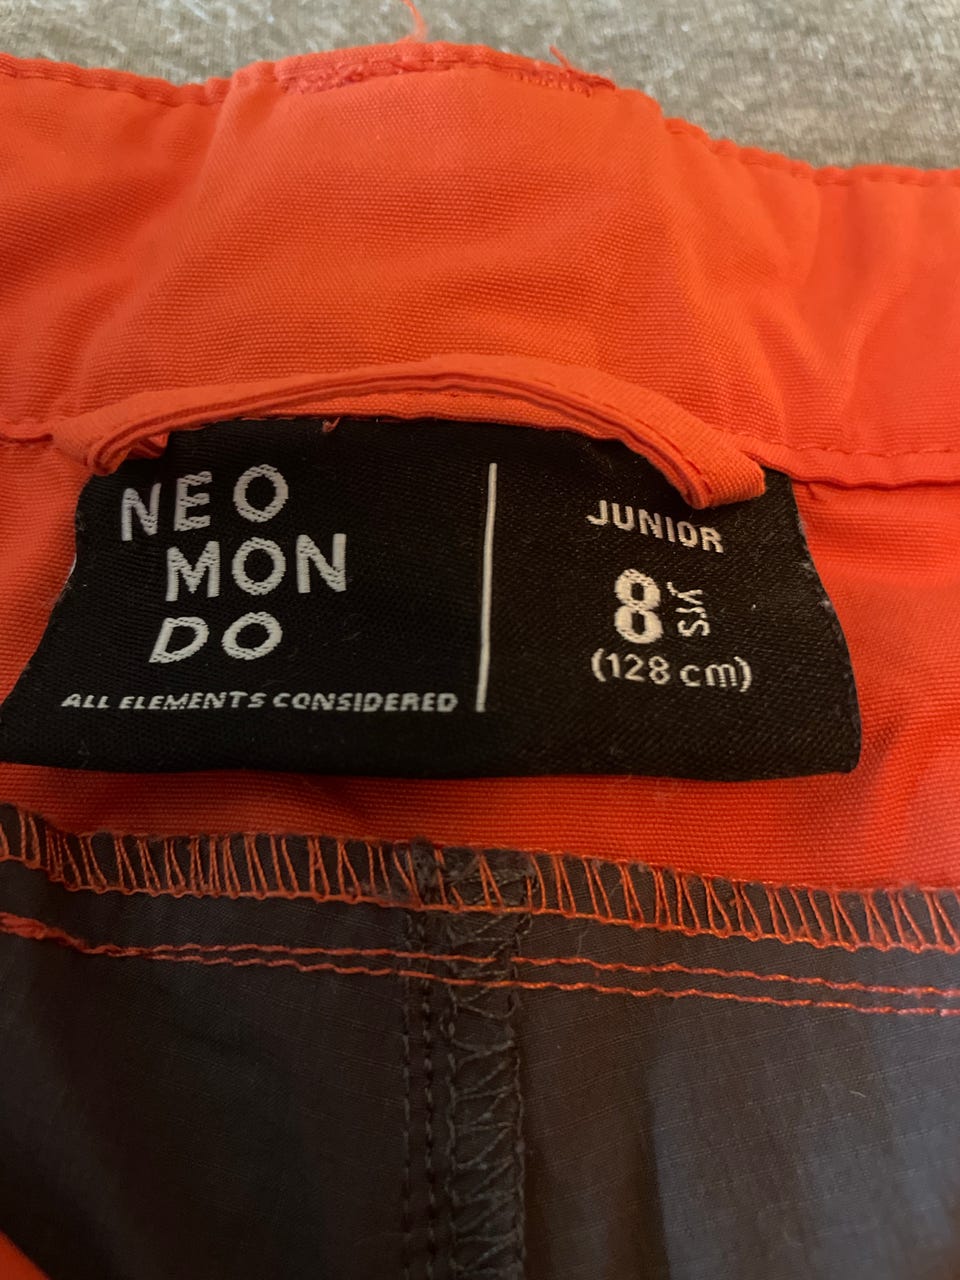 NEO
MON
DO
ALL ELEMENTS CONSIDERED
JUNIOR
8 yrs
(128 cm)